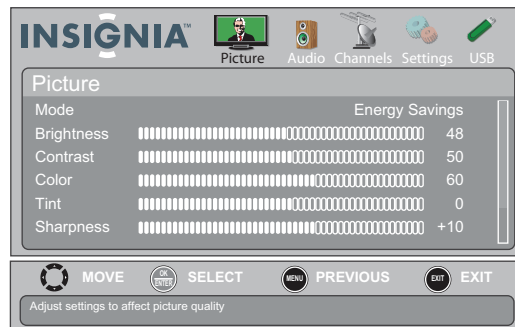 INSIGNIA™
Picture Audio Channels Settings USB
Picture
Mode Energy Savings
Brightness 48
Contrast 50
Color 60
Tint 0
Sharpness +10
MOVE OK ENTER SELECT MENU PREVIOUS EXIT EXIT
Adjust settings to affect picture quality